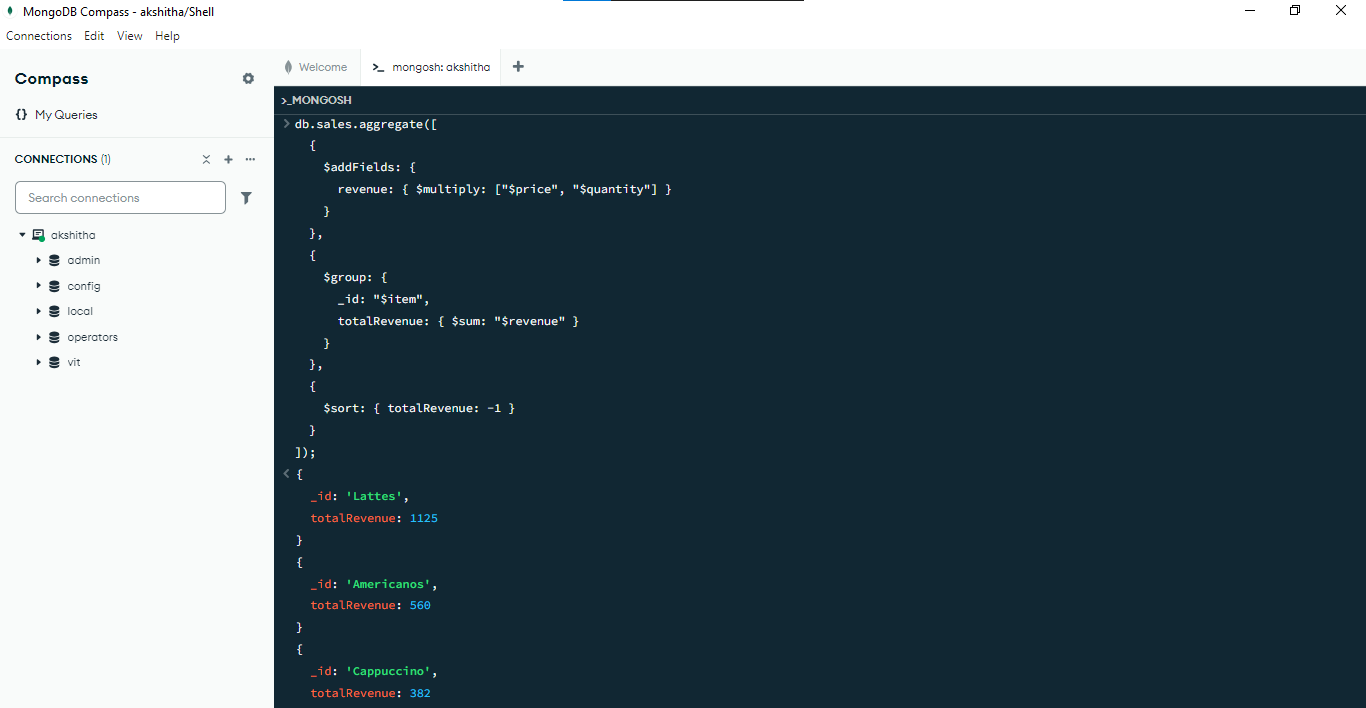 MongoDB Compass - akshitha/Shell
Connections Edit View Help
Compass
{} My Queries
CONNECTIONS (1)
Search connections
akshitha
admin
config
local
operators
vit
Welcome
>_ mongosh: akshitha
>_MONGOSH
> db.sales.aggregate([
{
$addFields: {
revenue: { $multiply: ["$price", "$quantity"] }
}
},
{
$group: {
_id: "$item",
totalRevenue: { $sum: "$revenue" }
}
},
{
$sort: { totalRevenue: -1 }
}
]);
< {
_id: 'Lattes',
totalRevenue: 1125
}
{
_id: 'Americanos',
totalRevenue: 560
}
{
_id: 'Cappuccino',
totalRevenue: 382